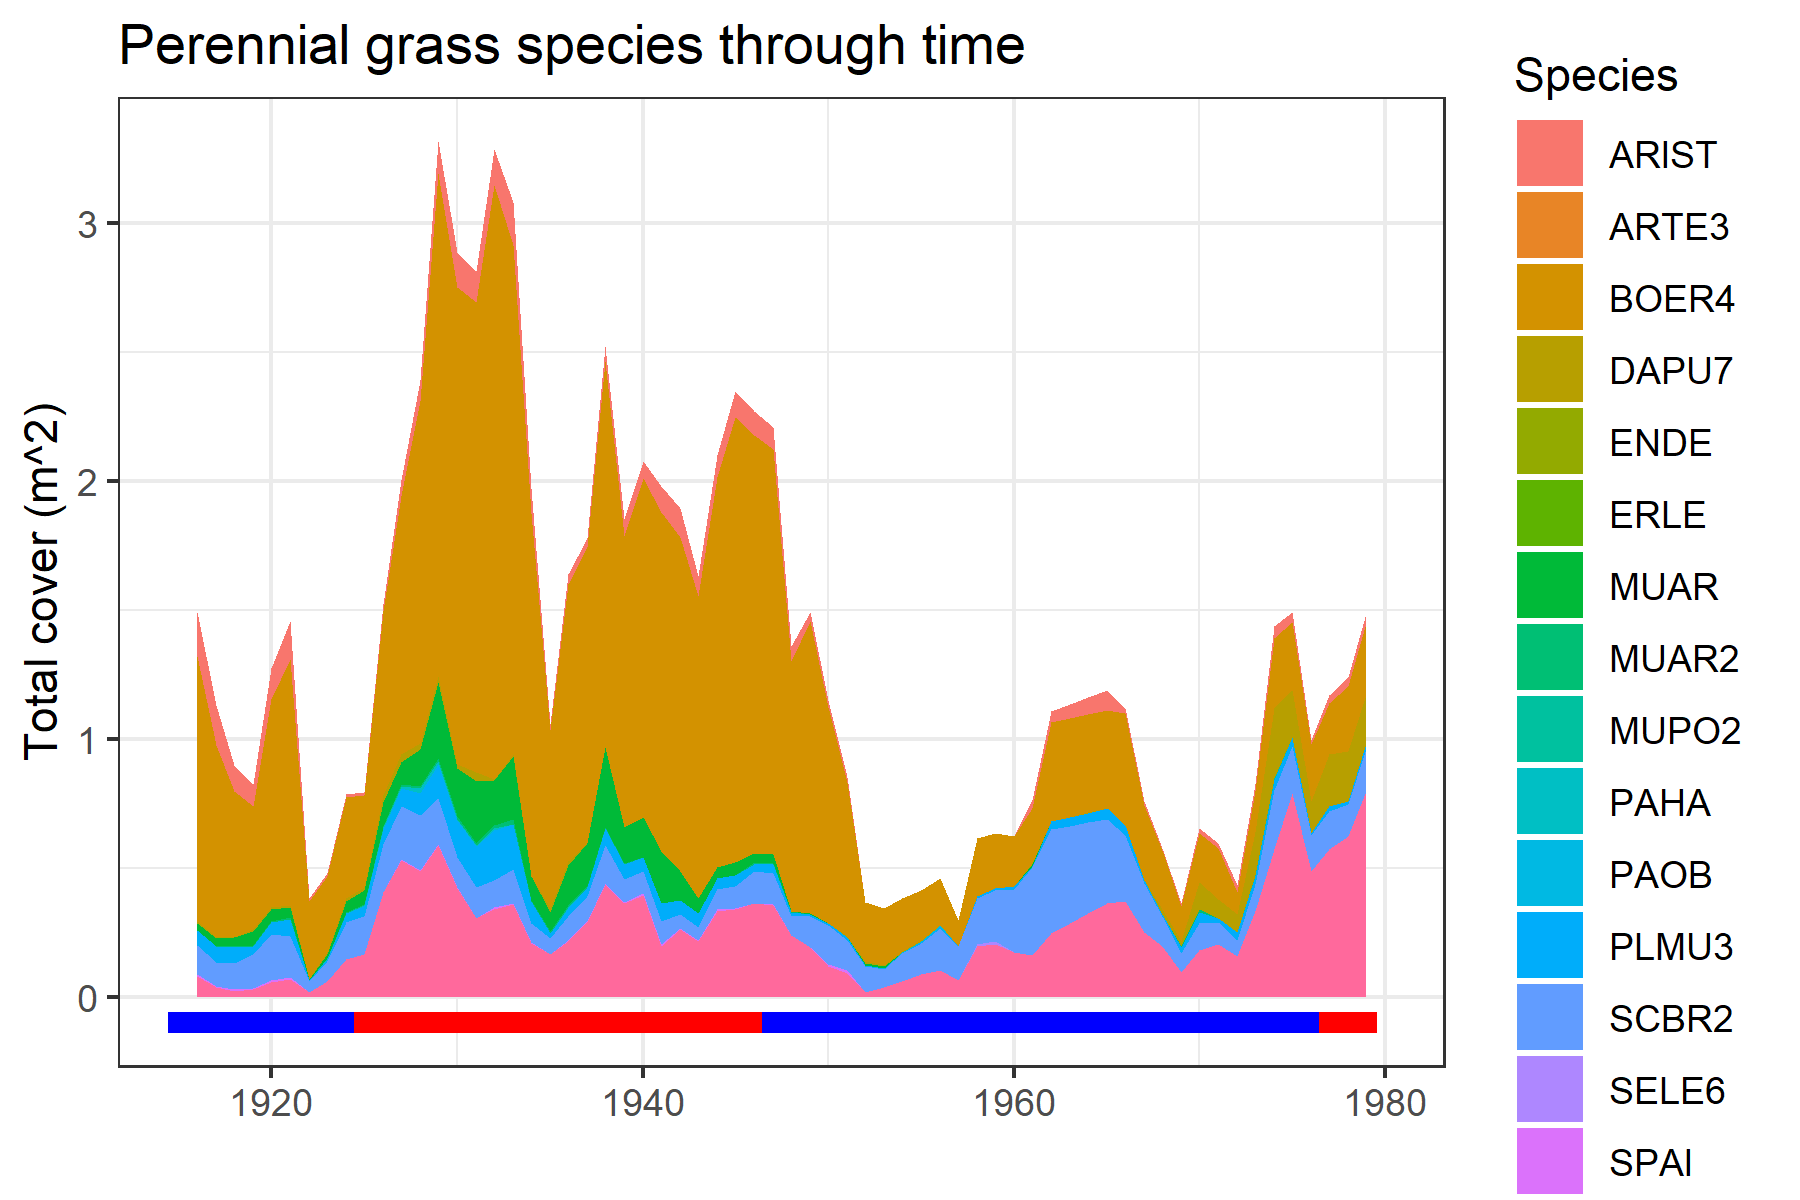 Perennial grass species through time
Species
ARIST
ARTE3
BOER4
DAPU7
ENDE
ERLE
MUAR
MUAR2
MUPO2
PAHA
PAOB
PLMU3
SCBR2
SELE6
SPAI
Total cover (m^2)
3
2
1
0
1920
1940
1960
1980